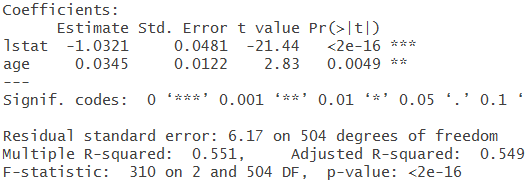 Coefficients:
      Estimate Std. Error t value Pr(>|t|)
lstat  -1.0321     0.0481  -21.44   <2e-16 ***
age     0.0345     0.0122    2.83   0.0049 **
---
Signif. codes:  0 ‘***’ 0.001 ‘**’ 0.01 ‘*’ 0.05 ‘.’ 0.1 ‘
Residual standard error: 6.17 on 504 degrees of freedom
Multiple R-squared:  0.551,     Adjusted R-squared:  0.549
F-statistic:  310 on 2 and 504 DF,  p-value: <2e-16